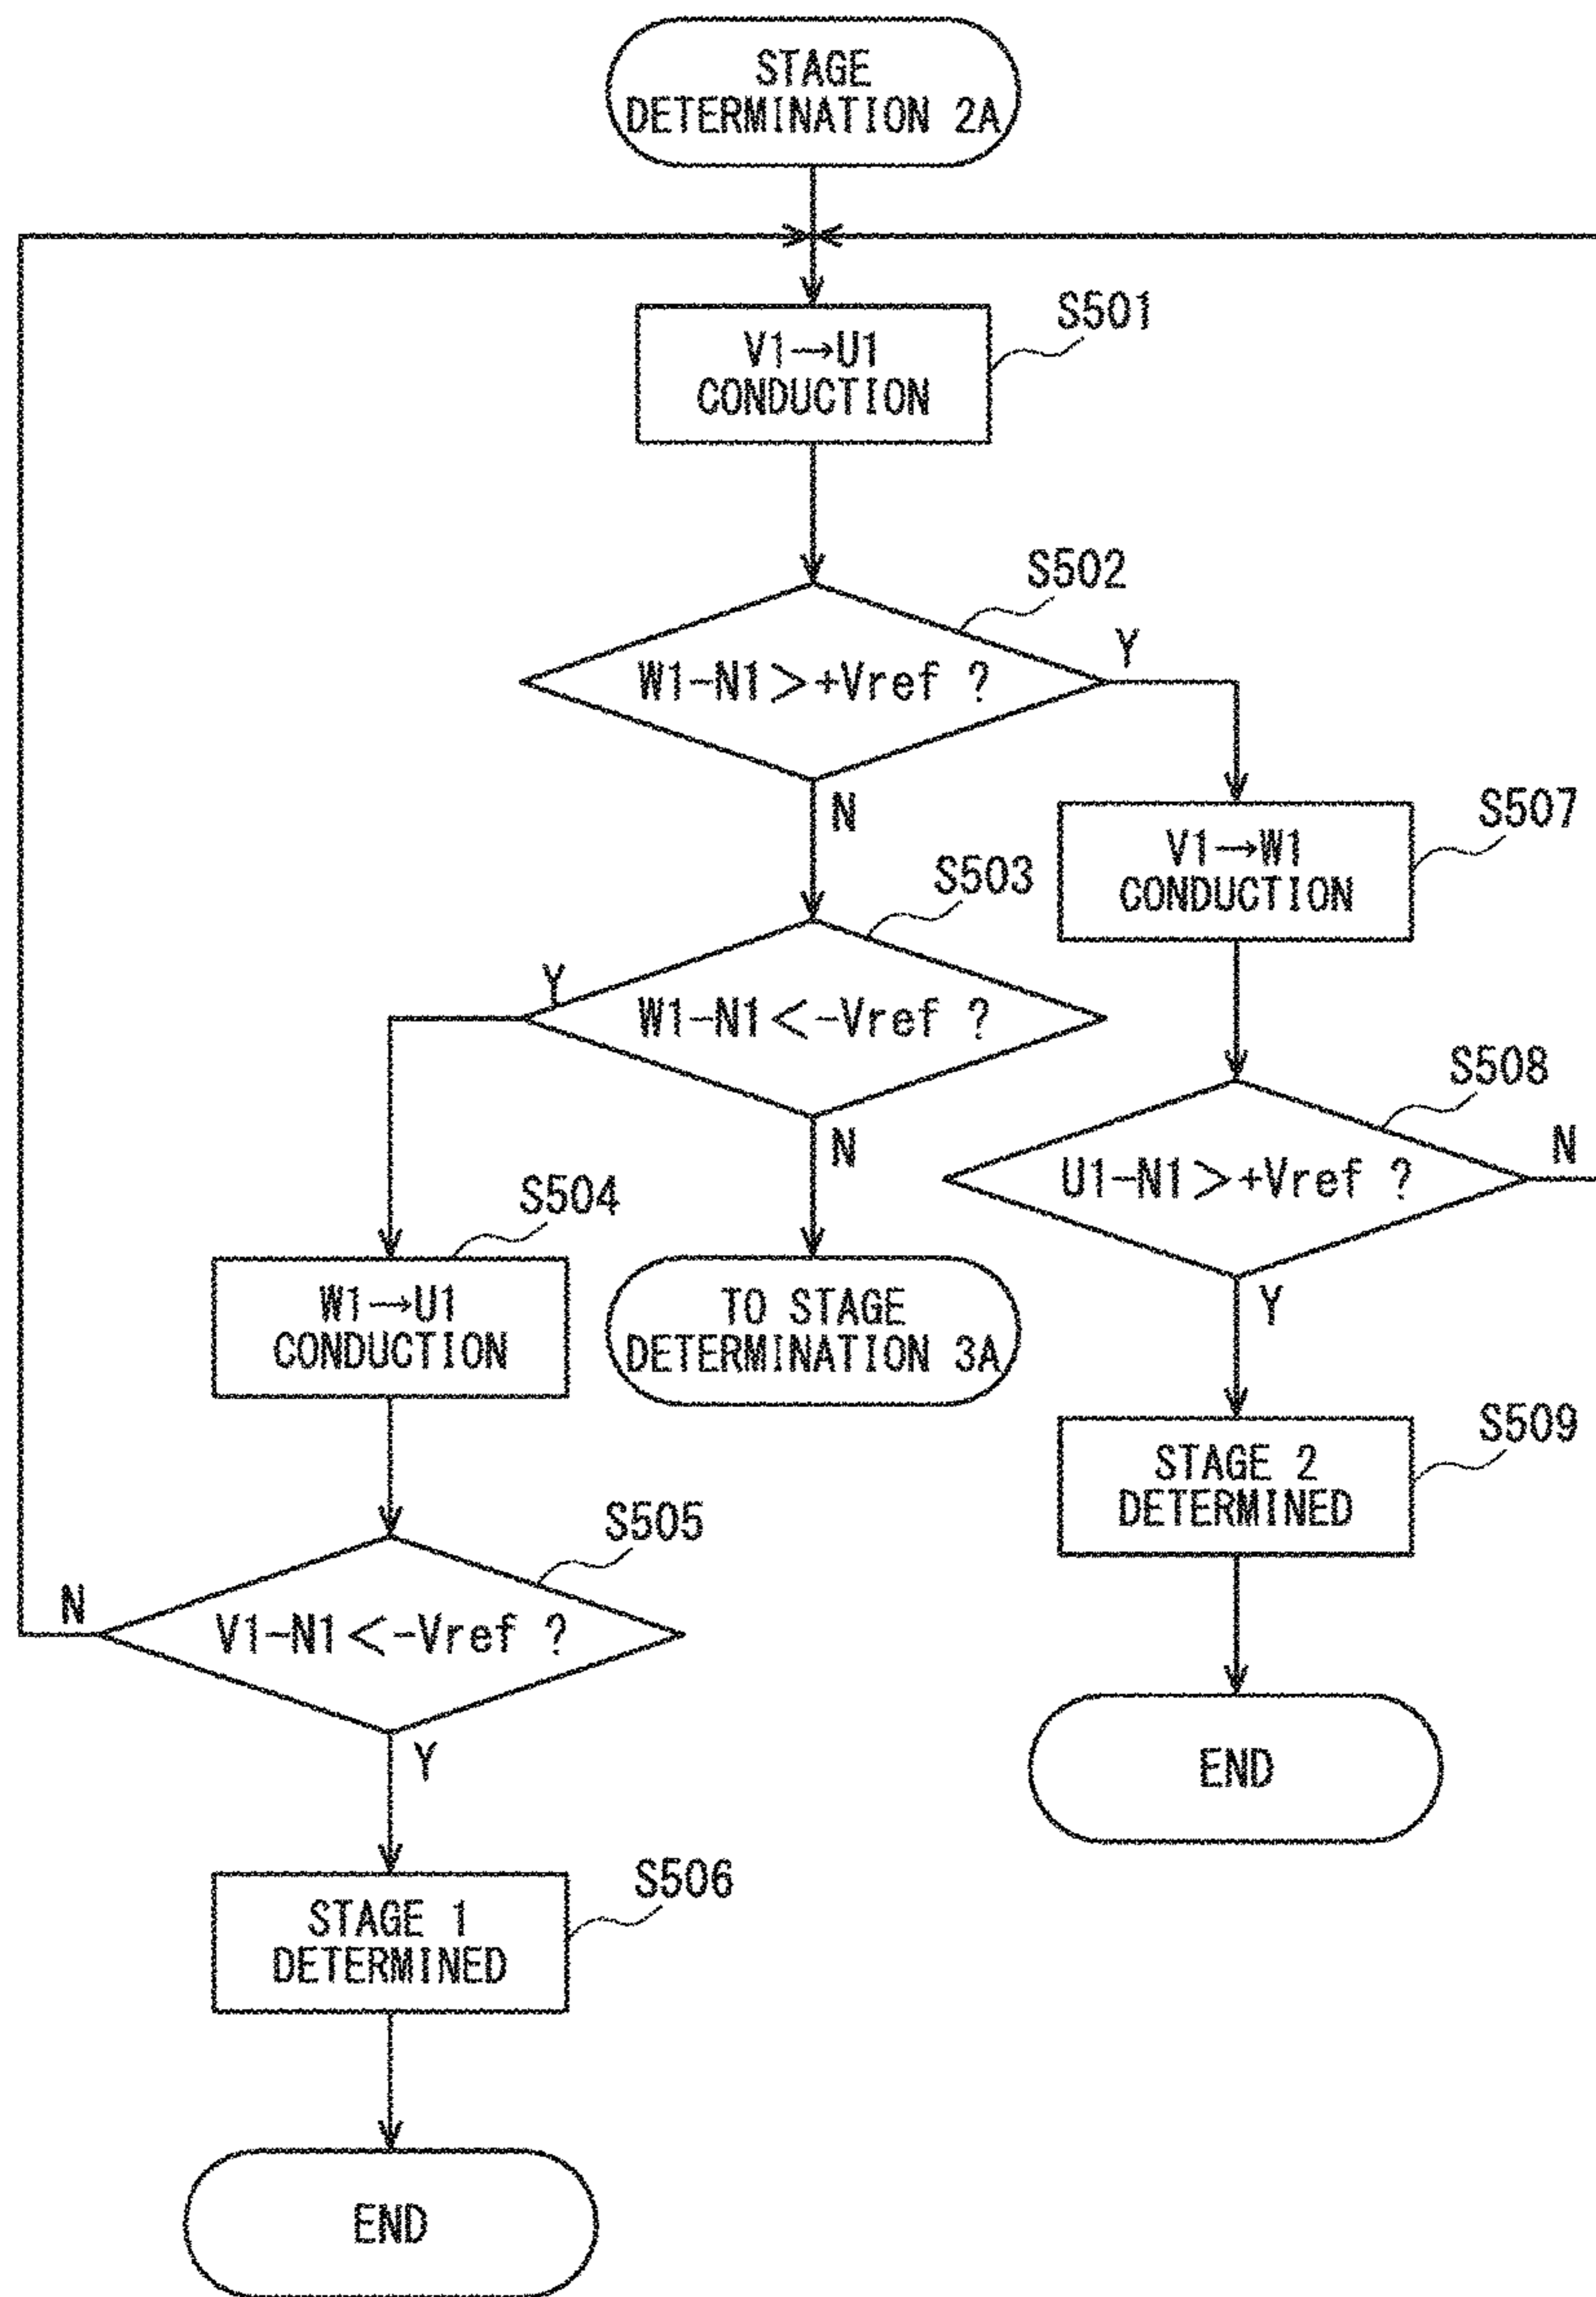 STAGE
DETERMINATION 2A
S501
V1→U1
CONDUCTION
S502
W1-N1>+Vref ?
Y
N
S507
V1→W1
CONDUCTION
S503
W1-N1<-Vref ?
Y
N
S508
U1-N1>+Vref ?
N
Y
S504
W1→U1
CONDUCTION
TO STAGE
DETERMINATION 3A
S509
STAGE 2
DETERMINED
S505
V1-N1<-Vref ?
N
Y
END
S506
STAGE 1
DETERMINED
END